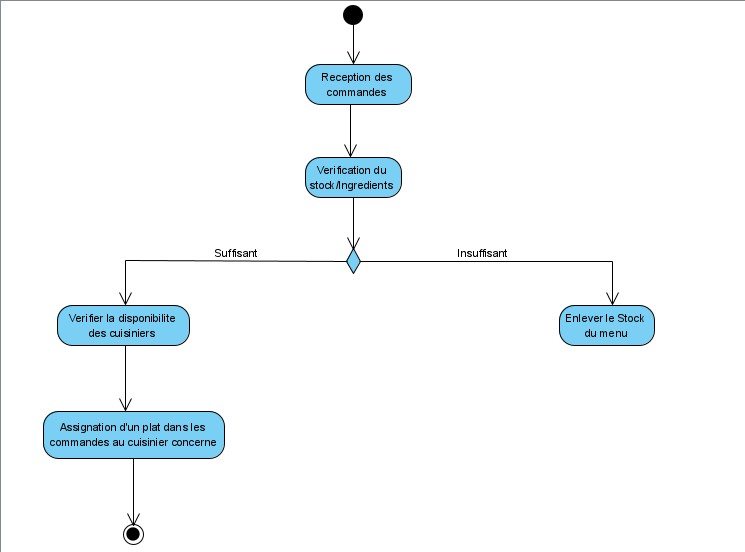 Reception des
commandes
Verification du
stock/Ingredients
Suffisant
Insuffisant
Verifier la disponibilite
des cuisiniers
Enlever le Stock
du menu
Assignation d'un plat dans les
commandes au cuisinier concerne